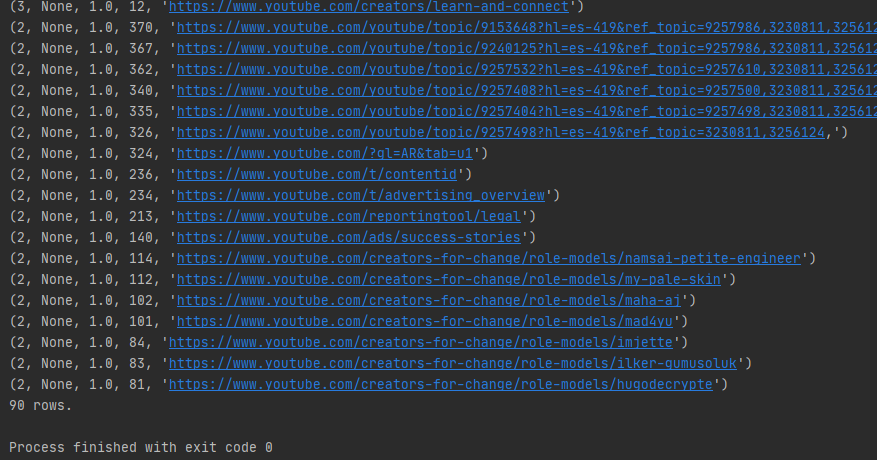 (3, None, 1.0, 12, 'https://www.youtube.com/creators/learn-and-connect')
(2, None, 1.0, 370, 'https://www.youtube.com/youtube/topic/9153648?hl=es-419&ref_topic=9257986,3230811,325612
(2, None, 1.0, 367, 'https://www.youtube.com/youtube/topic/9240125?hl=es-419&ref_topic=9257986,3230811,325612
(2, None, 1.0, 362, 'https://www.youtube.com/youtube/topic/9257532?hl=es-419&ref_topic=9257610,3230811,325612
(2, None, 1.0, 340, 'https://www.youtube.com/youtube/topic/9257408?hl=es-419&ref_topic=9257500,3230811,325612
(2, None, 1.0, 335, 'https://www.youtube.com/youtube/topic/9257404?hl=es-419&ref_topic=9257498,3230811,325612
(2, None, 1.0, 326, 'https://www.youtube.com/youtube/topic/9257498?hl=es-419&ref_topic=3230811,3256124,')
(2, None, 1.0, 324, 'https://www.youtube.com/?gl=AR&tab=u1')
(2, None, 1.0, 236, 'https://www.youtube.com/t/contentid')
(2, None, 1.0, 234, 'https://www.youtube.com/t/advertising_overview')
(2, None, 1.0, 213, 'https://www.youtube.com/reportingtool/legal')
(2, None, 1.0, 140, 'https://www.youtube.com/ads/success-stories')
(2, None, 1.0, 114, 'https://www.youtube.com/creators-for-change/role-models/namsai-petite-engineer')
(2, None, 1.0, 112, 'https://www.youtube.com/creators-for-change/role-models/my-pale-skin')
(2, None, 1.0, 102, 'https://www.youtube.com/creators-for-change/role-models/maha-aj')
(2, None, 1.0, 101, 'https://www.youtube.com/creators-for-change/role-models/mad4yu')
(2, None, 1.0, 84, 'https://www.youtube.com/creators-for-change/role-models/imjette')
(2, None, 1.0, 83, 'https://www.youtube.com/creators-for-change/role-models/ilker-gumusoluk')
(2, None, 1.0, 81, 'https://www.youtube.com/creators-for-change/role-models/hugodecrypte')
90 rows.
Process finished with exit code 0